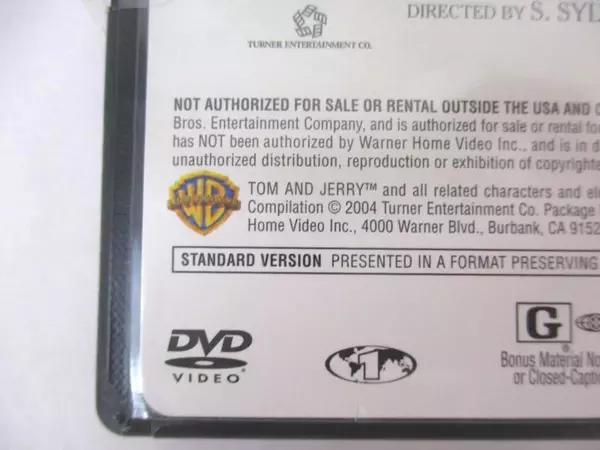 DIRECTED BY S. SYL
TURNER ENTERTAINMENT CO.
NOT AUTHORIZED FOR SALE OR RENTAL OUTSIDE THE USA AND
Bros. Entertainment Company, and is authorized for sale or rental
has NOT been authorized by Warner Home Video Inc., and is in
unauthorized distribution, reproduction or exhibition of
WB
TOM AND JERRY™ and all related characters and
Compilation © 2004 Turner Entertainment Co. Package
Home Video Inc., 4000 Warner Blvd., Burbank, CA 9152
STANDARD VERSION PRESENTED IN A FORMAT PRESERVING
DVD
VIDEO
1
G
®
Bonus Material No
or Closed-Capti